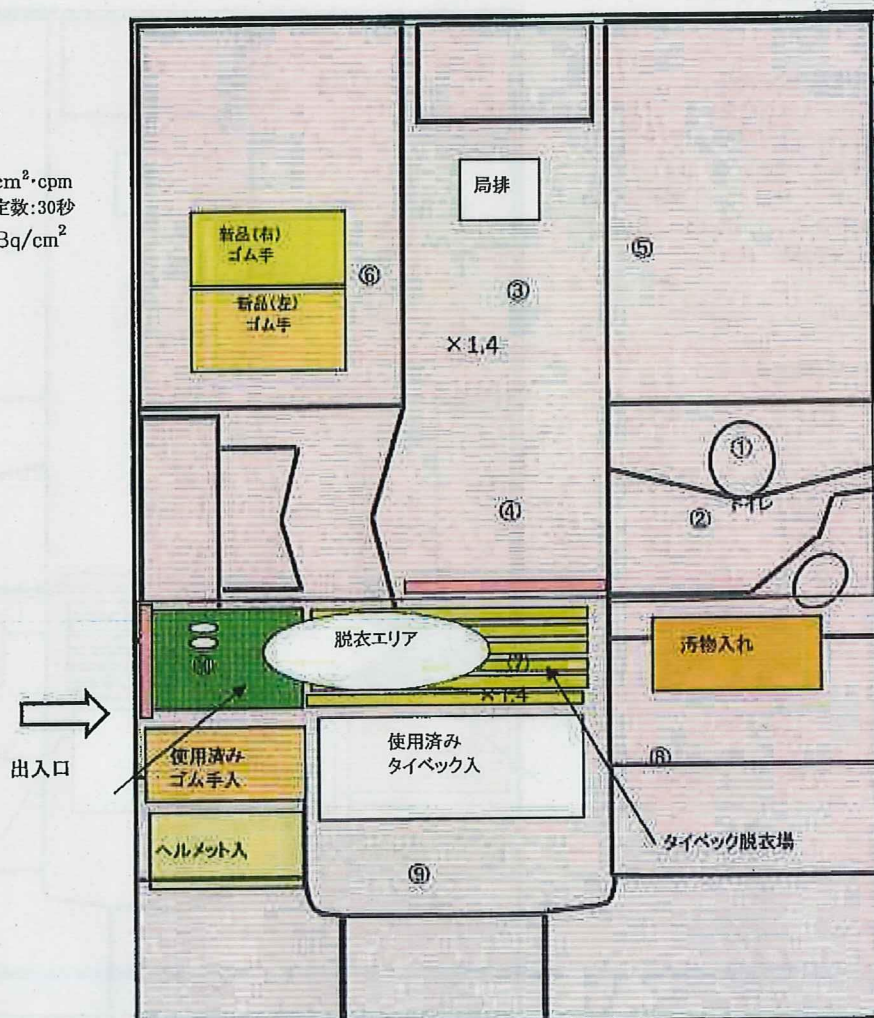 cm²・cpm
定数:30秒
Bq/cm²
局排
新品(右)
ゴム手
⑥
③
⑤
新品(左)
ゴム手
×1.4
①
④
②
トイレ
脱衣エリア
汚物入れ
⑩
⑦
×1.4
出入口
使用済み
ゴム手入
使用済み
タイベック入
⑧
ヘルメット入
タイベック脱衣場
⑨